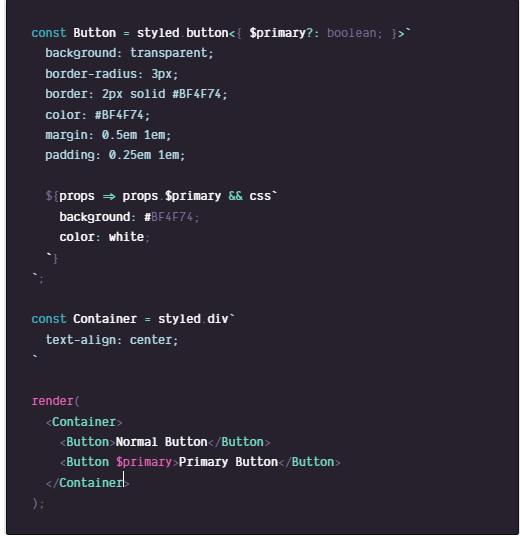 const Button = styled.button<{ $primary?: boolean; }>`
  background: transparent;
  border-radius: 3px;
  border: 2px solid #BF4F74;
  color: #BF4F74;
  margin: 0.5em 1em;
  padding: 0.25em 1em;

  ${props => props.$primary && css`
    background: #BF4F74;
    color: white;
  `}
`;

const Container = styled.div`
  text-align: center;
`

render(
  <Container>
    <Button>Normal Button</Button>
    <Button $primary>Primary Button</Button>
  </Container>
);